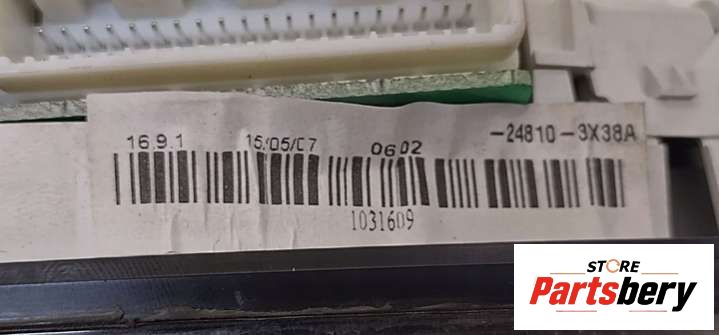 16.9.1 15/05/07 0602 -24810-3X38A
1031609
STORE
Partsbery